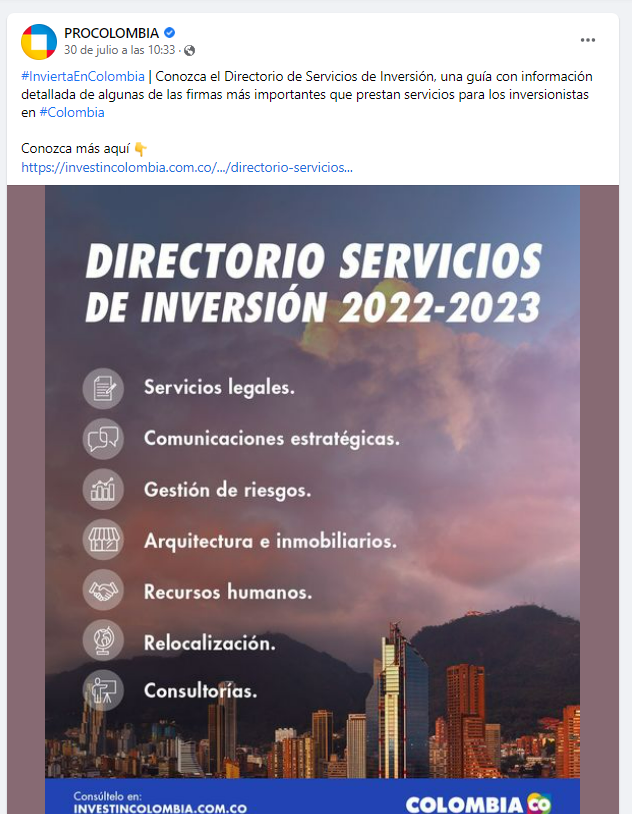 PROCOLOMBIA
30 de julio a las 10:33 ·
#InviertaEnColombia | Conozca el Directorio de Servicios de Inversión, una guía con información
detallada de algunas de las firmas más importantes que prestan servicios para los inversionistas
en #Colombia
Conozca más aquí 👇
https://investincolombia.com.co/.../directorio-servicios...
DIRECTORIO SERVICIOS
DE INVERSIÓN 2022-2023
Servicios legales.
Comunicaciones estratégicas.
Gestión de riesgos.
Arquitectura e inmobiliarios.
Recursos humanos.
Relocalización.
Consultorías.
Consúltelo en:
INVESTINCOLOMBIA.COM.CO
COLOMBIA CO